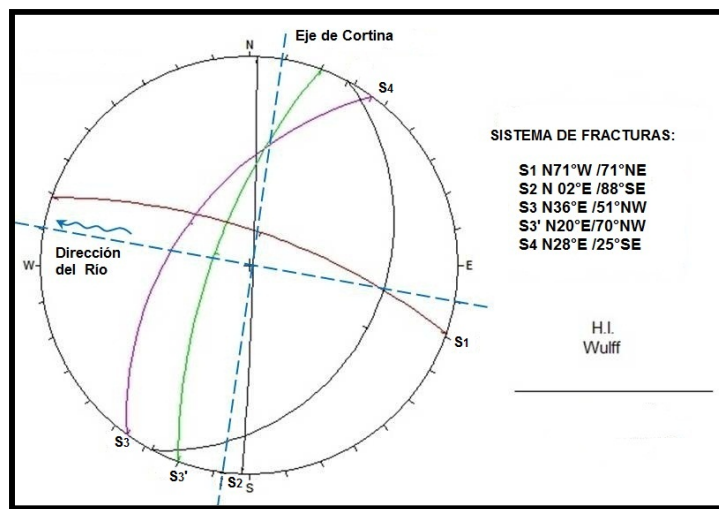 Eje de Cortina
N
S4
SISTEMA DE FRACTURAS:
S1 N71°W /71°NE
S2 N 02°E /88°SE
S3 N36°E /51°NW
S3' N20°E/70°NW
S4 N28°E /25°SE
Dirección
del Río
W
E
S1
H.I.
Wulff
S3
S3'
S2
S